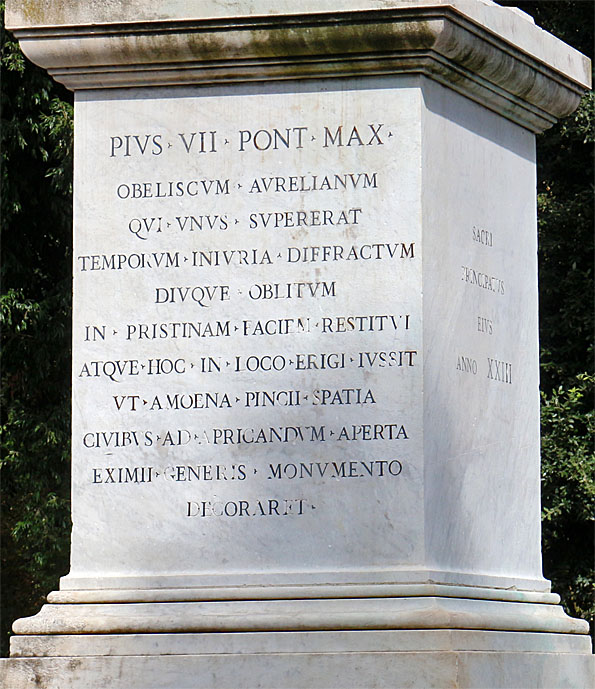 PIVS · VII · PONT · MAX ·
OBELISCVM · AVRELIANVM
QVI · VNVS · SVPERERAT
TEMPORVM · INIVRIA · DIFFRACTVM
DIVQVE · OBLITVM
IN · PRISTINAM · FACIEM · RESTITVI
ATQVE · HOC · IN · LOCO · ERIGI · IVSSIT
VT · AMOENA · PINCII · SPATIA
CIVIBVS · AD · APRICANDVM · APERTA
EXIMII · GENERIS · MONVMENTO
DECORARET ·
SACRI
PRINCIPATVS
EIVS
ANNO XXIII